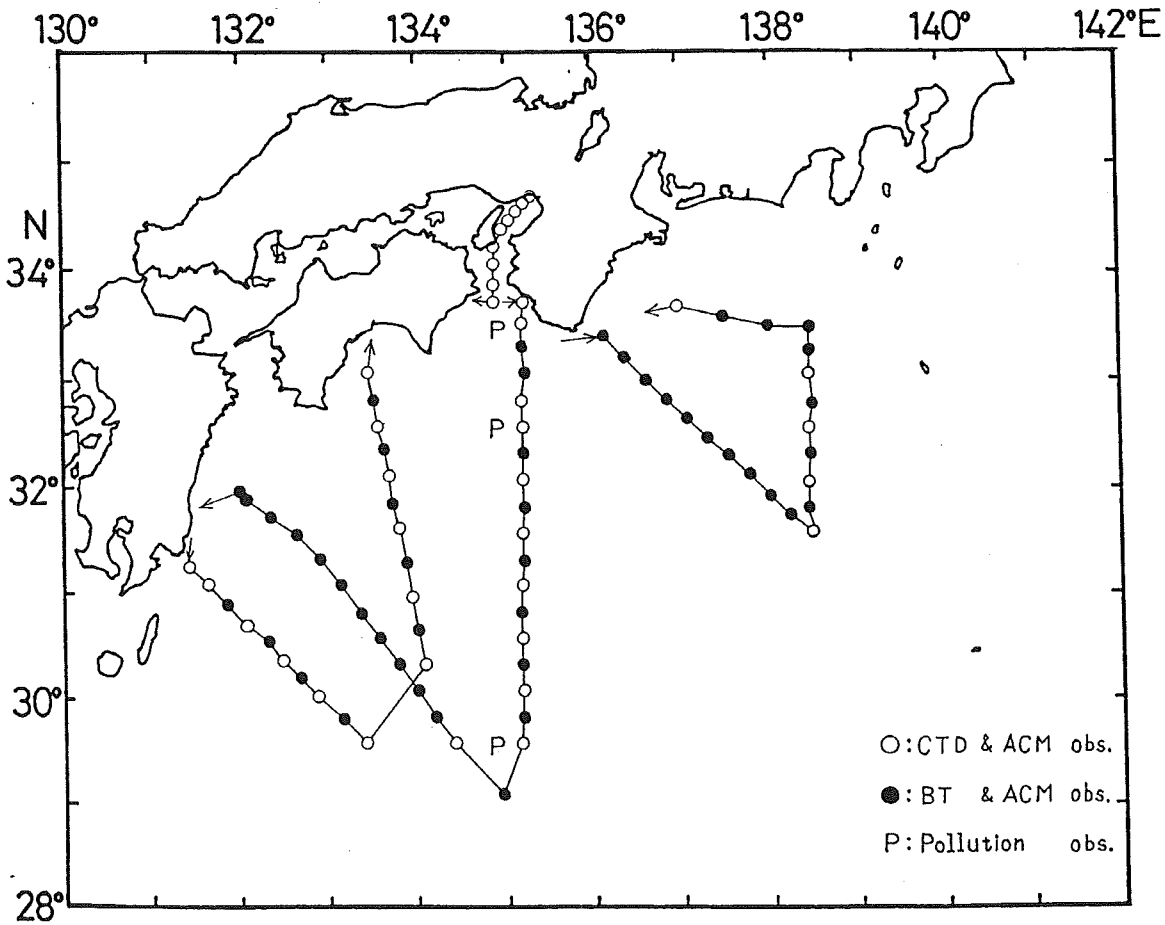 130° 132° 134° 136° 138° 140° 142°E
N
34°
P
P
32°
30°
P
○:CTD & ACM obs.
●:BT & ACM obs.
P:Pollution obs.
28°